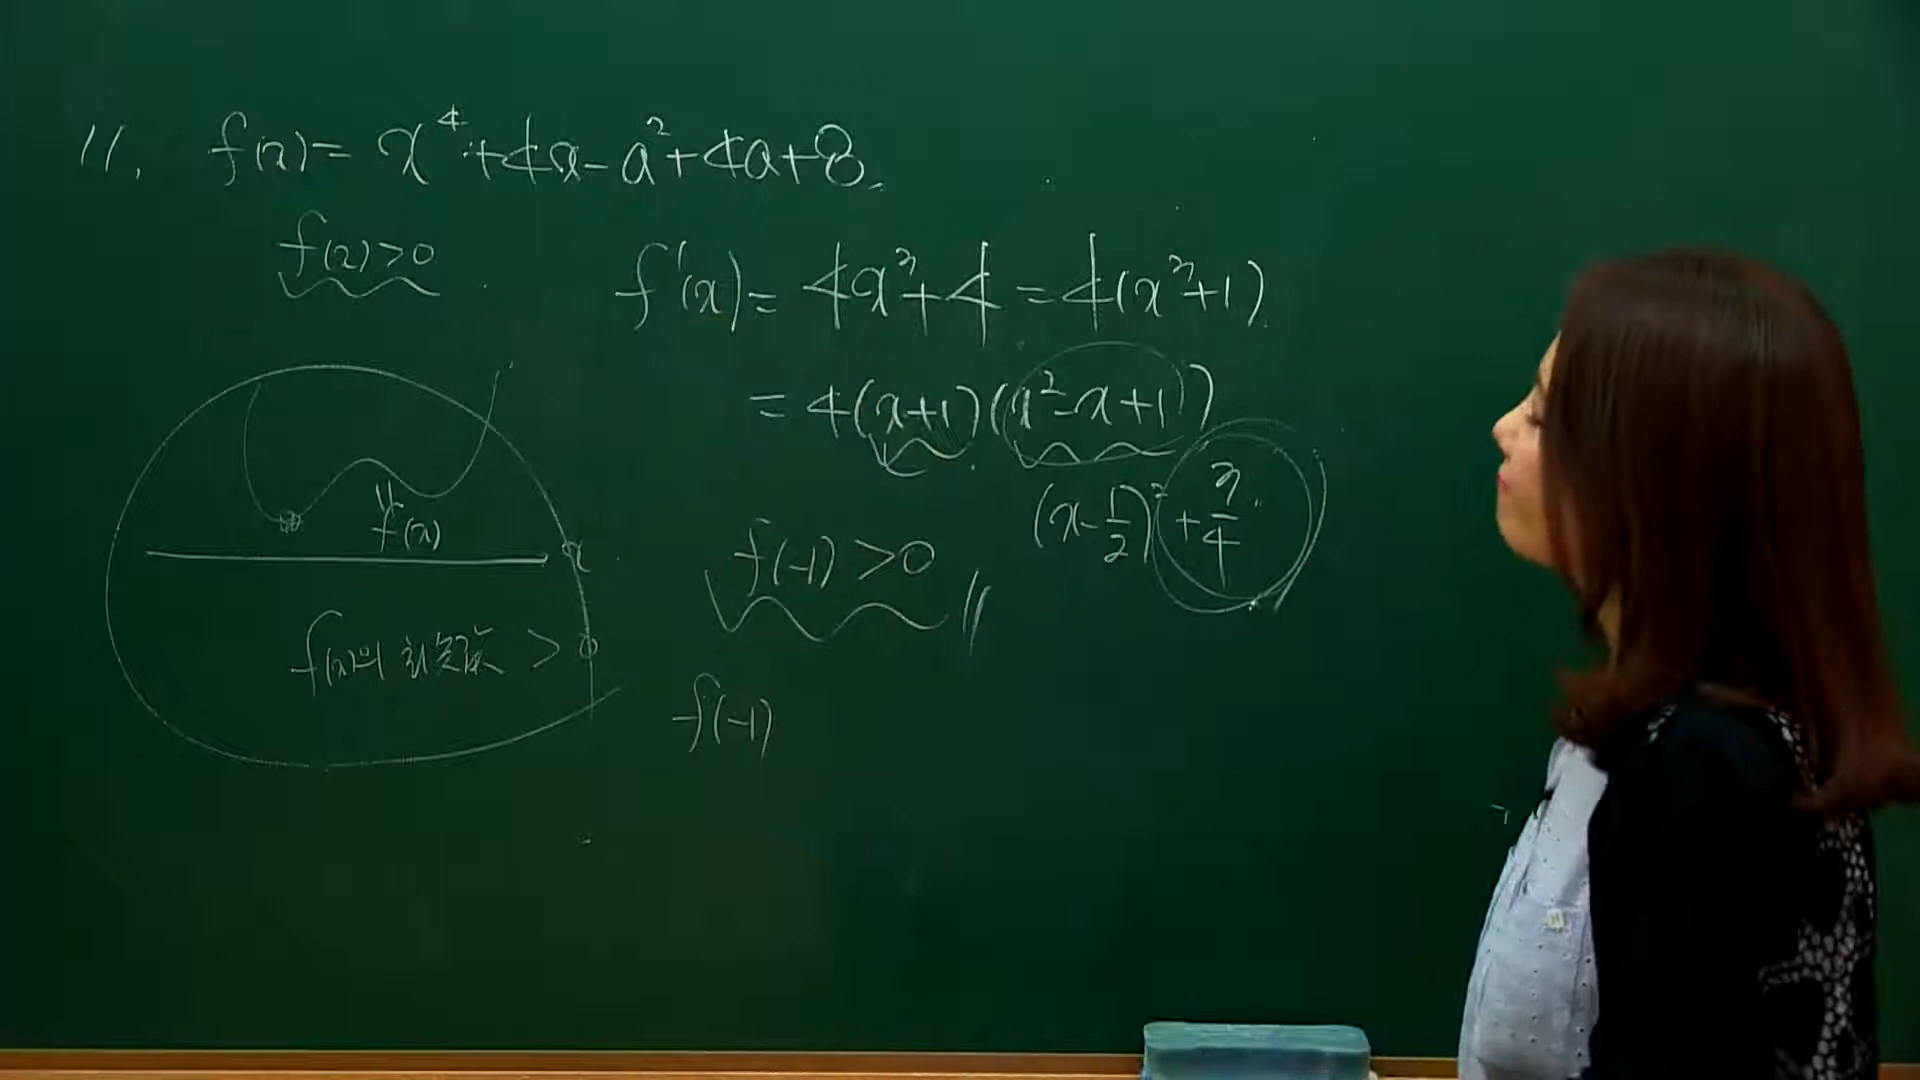 11. f(x)= x⁴+4x-a²+4a+8.
f(x)>0
f'(x)= 4x³+4 =4(x³+1)
=4(x+1)(x²-x+1)
(x-1/2)²+3/4
f(x)
x
f(-1)>0
f(x)의 최솟값 > 0
f(-1)